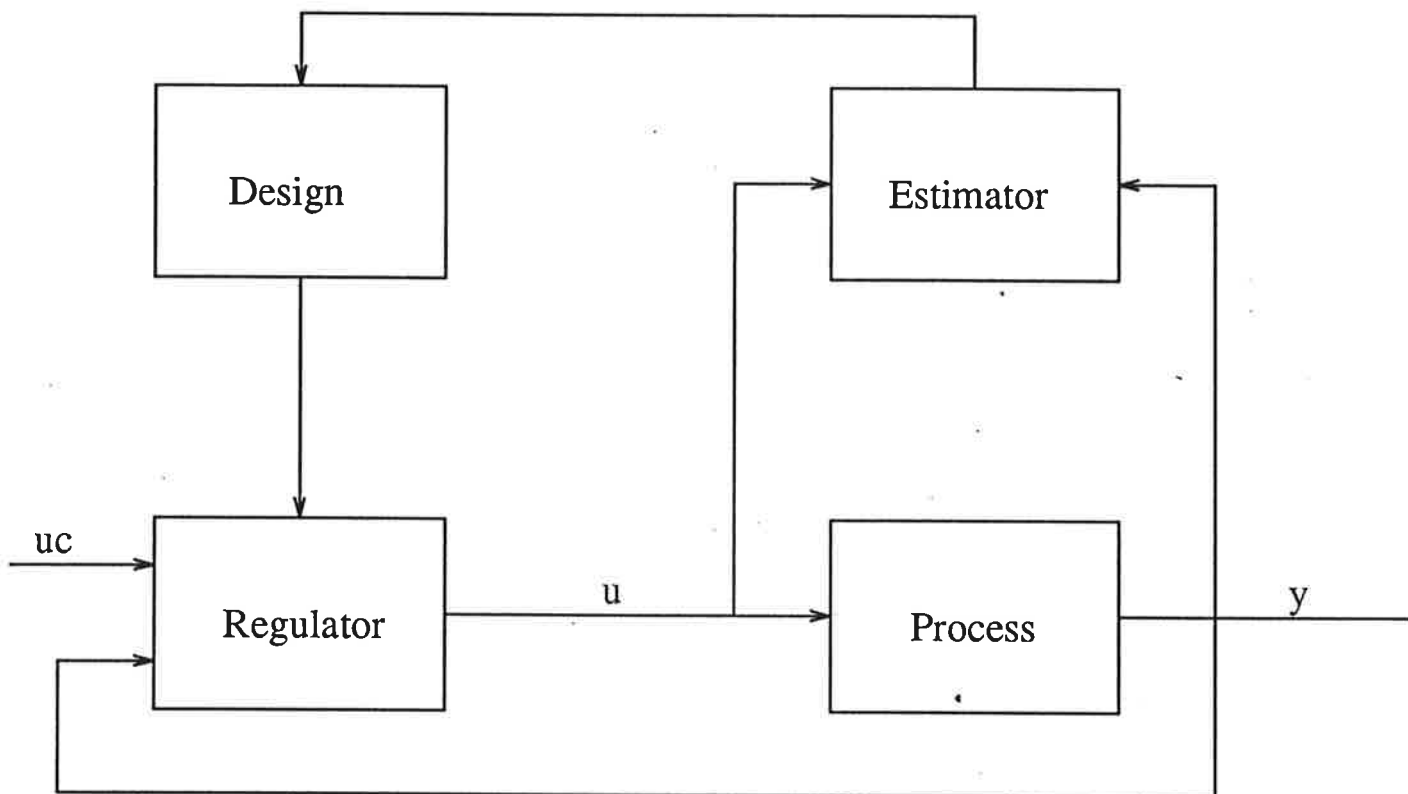 Design
Estimator
uc
Regulator
u
Process
y